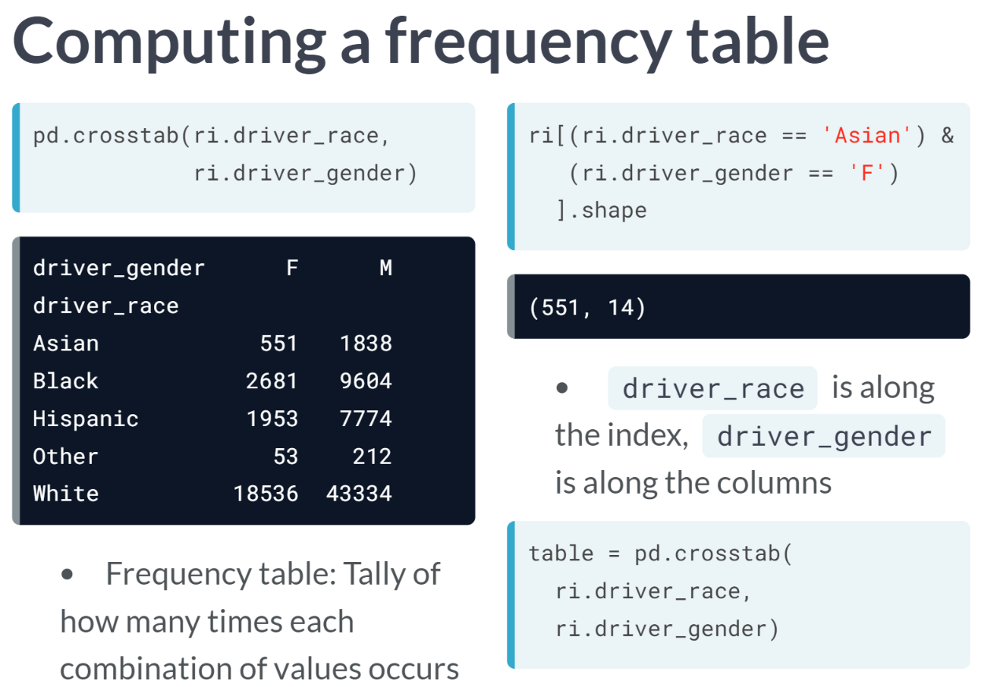 Computing a frequency table
pd.crosstab(ri.driver_race,
            ri.driver_gender)
driver_gender      F      M
driver_race
Asian            551   1838
Black           2681   9604
Hispanic        1953   7774
Other             53    212
White          18536  43334
• Frequency table: Tally of
how many times each
combination of values occurs
ri[(ri.driver_race == 'Asian') &
   (ri.driver_gender == 'F')
  ].shape
(551, 14)
• driver_race is along
the index, driver_gender
is along the columns
table = pd.crosstab(
  ri.driver_race,
  ri.driver_gender)